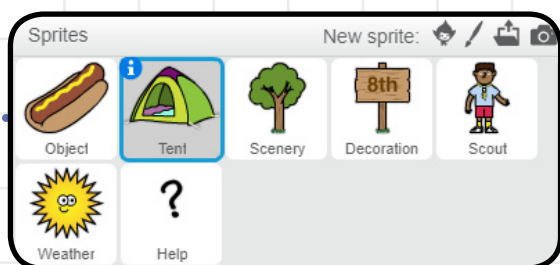 Sprites New sprite:
8th
Object Tent Scenery Decoration Scout
?
Weather Help